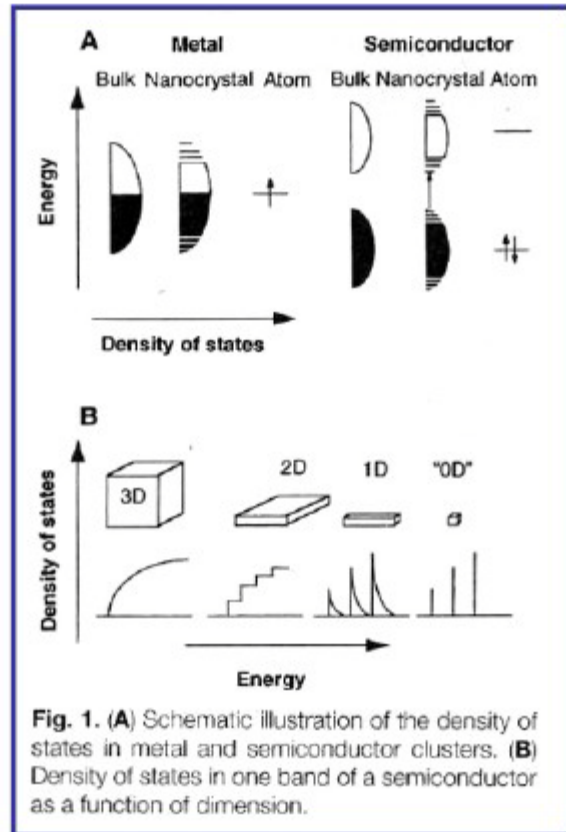 A
Metal Semiconductor
Bulk Nanocrystal Atom Bulk Nanocrystal Atom
Energy
Density of states
B
3D 2D 1D "0D"
Density of states
Energy
Fig. 1. (A) Schematic illustration of the density of
states in metal and semiconductor clusters. (B)
Density of states in one band of a semiconductor
as a function of dimension.